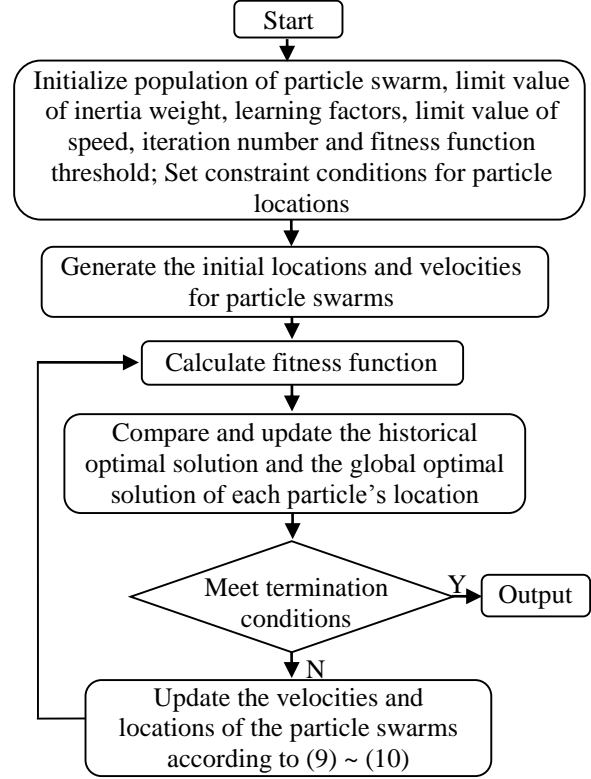 Start
Initialize population of particle swarm, limit value
of inertia weight, learning factors, limit value of
speed, iteration number and fitness function
threshold; Set constraint conditions for particle
locations
Generate the initial locations and velocities
for particle swarms
Calculate fitness function
Compare and update the historical
optimal solution and the global optimal
solution of each particle’s location
Meet termination
conditions
Y
Output
N
Update the velocities and
locations of the particle swarms
according to (9) ~ (10)